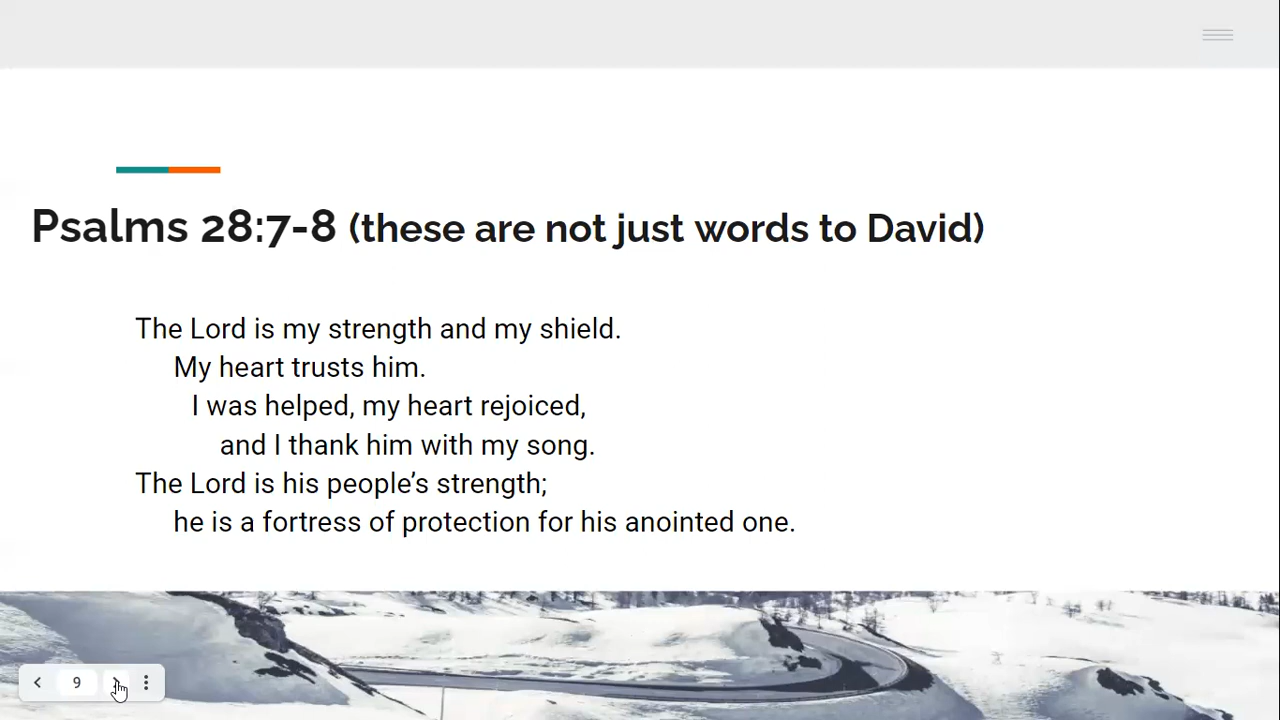 Psalms 28:7-8 (these are not just words to David)
The Lord is my strength and my shield.
My heart trusts him.
I was helped, my heart rejoiced,
and I thank him with my song.
The Lord is his people’s strength;
he is a fortress of protection for his anointed one.
9